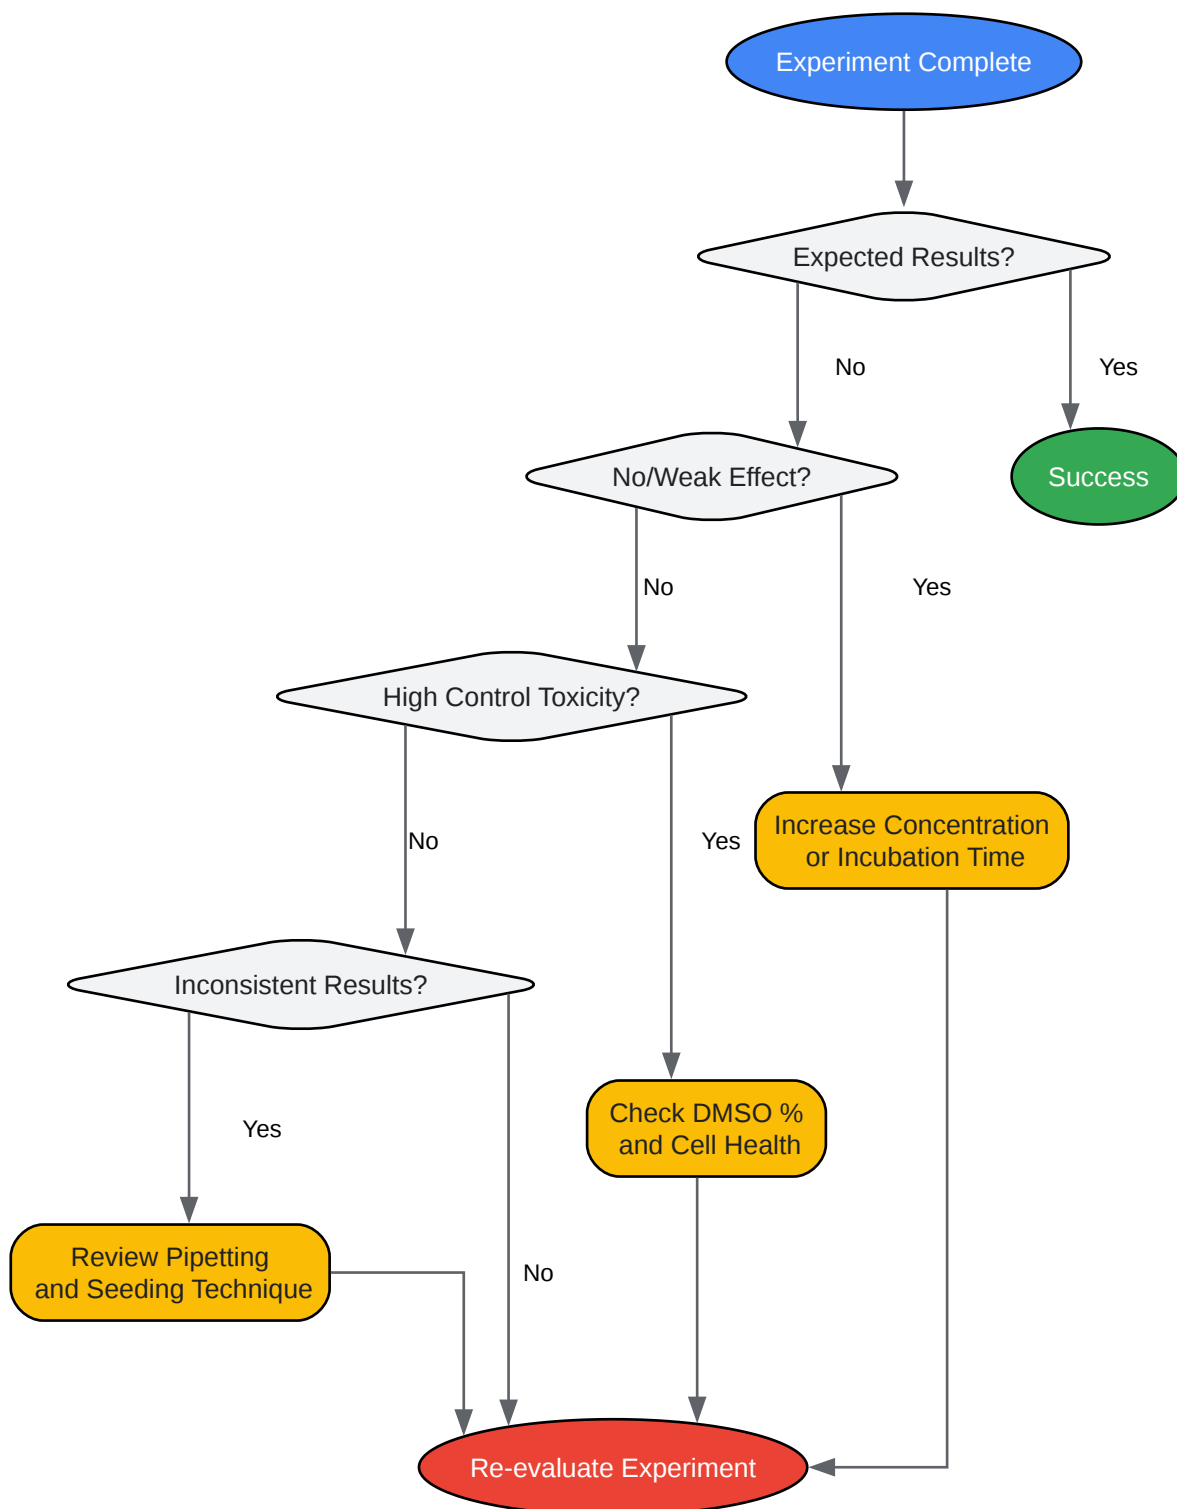 Experiment Complete
Expected Results?
No
Yes
No/Weak Effect?
Success
No
Yes
High Control Toxicity?
Increase Concentration
or Incubation Time
No
Yes
Inconsistent Results?
Check DMSO %
and Cell Health
Yes
Review Pipetting
and Seeding Technique
No
Re-evaluate Experiment